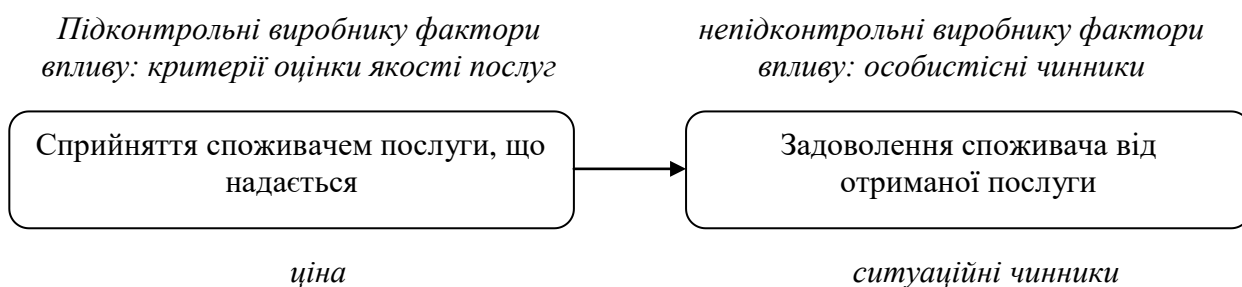 Підконтрольні виробнику фактори
впливу: критерії оцінки якості послуг
непідконтрольні виробнику фактори
впливу: особистісні чинники
Сприйняття споживачем послуги, що
надається
Задоволення споживача від
отриманої послуги
ціна
ситуаційні чинники